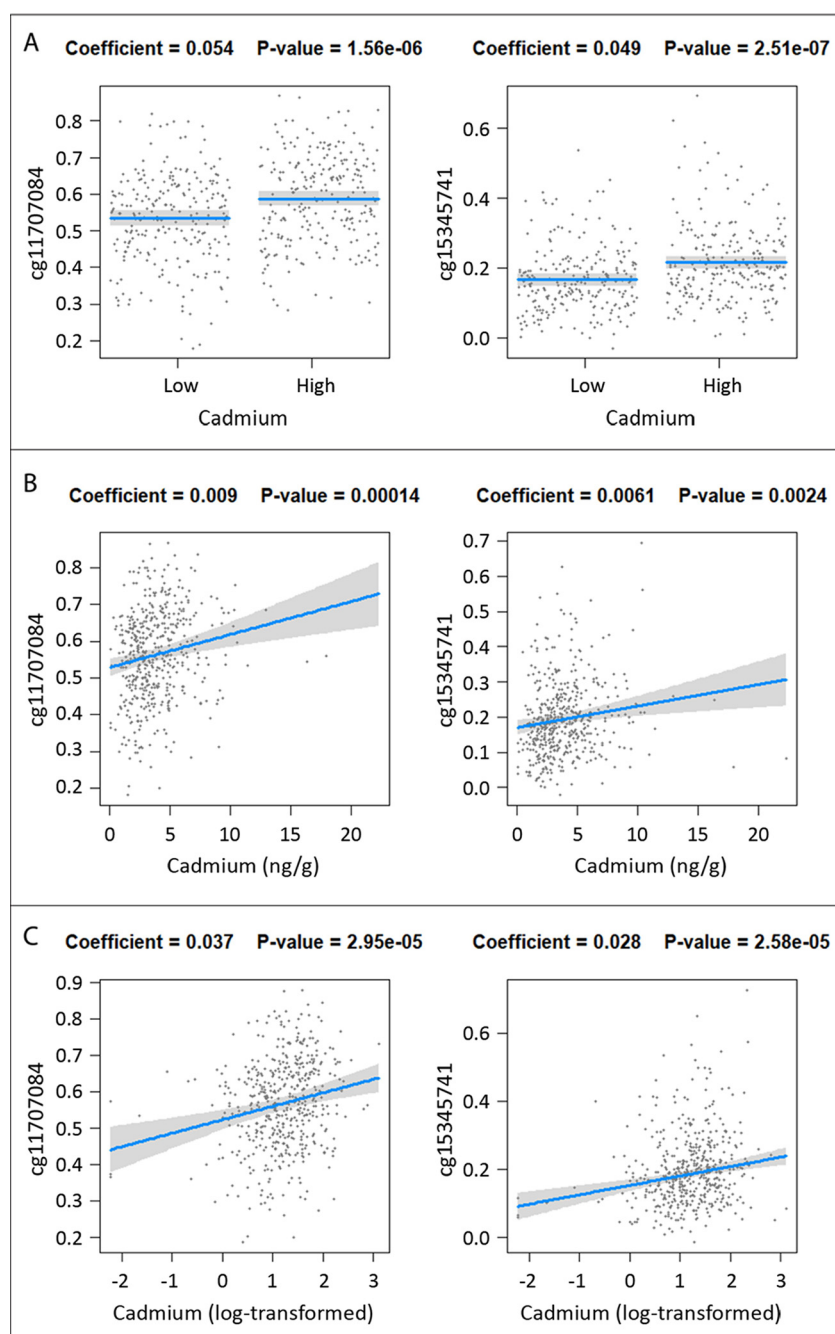 A
Coefficient = 0.054 P-value = 1.56e-06
Coefficient = 0.049 P-value = 2.51e-07
cg11707084
0.8
0.7
0.6
0.5
0.4
0.3
0.2
Low High
Cadmium
cg15345741
0.6
0.4
0.2
0.0
Low High
Cadmium
B
Coefficient = 0.009 P-value = 0.00014
Coefficient = 0.0061 P-value = 0.0024
cg11707084
0.8
0.7
0.6
0.5
0.4
0.3
0.2
0 5 10 15 20
Cadmium (ng/g)
cg15345741
0.7
0.6
0.5
0.4
0.3
0.2
0.1
0.0
0 5 10 15 20
Cadmium (ng/g)
C
Coefficient = 0.037 P-value = 2.95e-05
Coefficient = 0.028 P-value = 2.58e-05
cg11707084
0.9
0.8
0.7
0.6
0.5
0.4
0.3
0.2
-2 -1 0 1 2 3
Cadmium (log-transformed)
cg15345741
0.6
0.4
0.2
0.0
-2 -1 0 1 2 3
Cadmium (log-transformed)